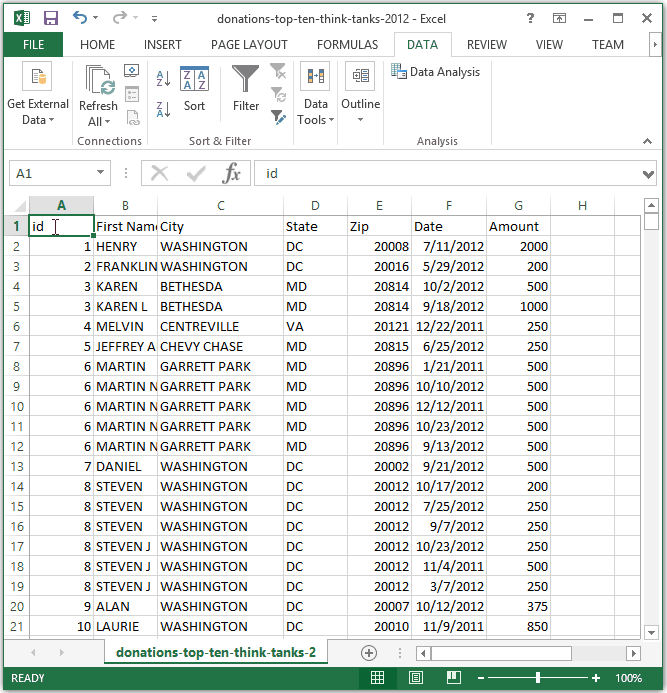 donations-top-ten-think-tanks-2012 - Excel
FILE HOME INSERT PAGE LAYOUT FORMULAS DATA REVIEW VIEW TEAM
Get External Data
Refresh All
Connections
A Z
Z A
Sort
Filter
Sort & Filter
Data Tools
Outline
Data Analysis
Analysis
A1 fx id
A B C D E F G H
1 id First Name City State Zip Date Amount
2 1 HENRY WASHINGTON DC 20008 7/11/2012 2000
3 2 FRANKLIN WASHINGTON DC 20016 5/29/2012 200
4 3 KAREN BETHESDA MD 20814 10/2/2012 500
5 3 KAREN L BETHESDA MD 20814 9/18/2012 1000
6 4 MELVIN CENTREVILLE VA 20121 12/22/2011 250
7 5 JEFFREY A CHEVY CHASE MD 20815 6/25/2012 250
8 6 MARTIN GARRETT PARK MD 20896 1/21/2011 500
9 6 MARTIN N GARRETT PARK MD 20896 10/10/2012 500
10 6 MARTIN N GARRETT PARK MD 20896 12/12/2011 500
11 6 MARTIN N GARRETT PARK MD 20896 10/23/2012 500
12 6 MARTIN N GARRETT PARK MD 20896 9/13/2012 500
13 7 DANIEL WASHINGTON DC 20002 9/21/2012 500
14 8 STEVEN WASHINGTON DC 20012 10/17/2012 200
15 8 STEVEN WASHINGTON DC 20012 7/25/2012 250
16 8 STEVEN WASHINGTON DC 20012 9/7/2012 250
17 8 STEVEN J WASHINGTON DC 20012 10/23/2012 250
18 8 STEVEN J WASHINGTON DC 20012 11/4/2011 500
19 8 STEVEN J WASHINGTON DC 20012 3/7/2012 250
20 9 ALAN WASHINGTON DC 20007 10/12/2012 375
21 10 LAURIE WASHINGTON DC 20010 11/9/2011 850
donations-top-ten-think-tanks-2
READY 100%